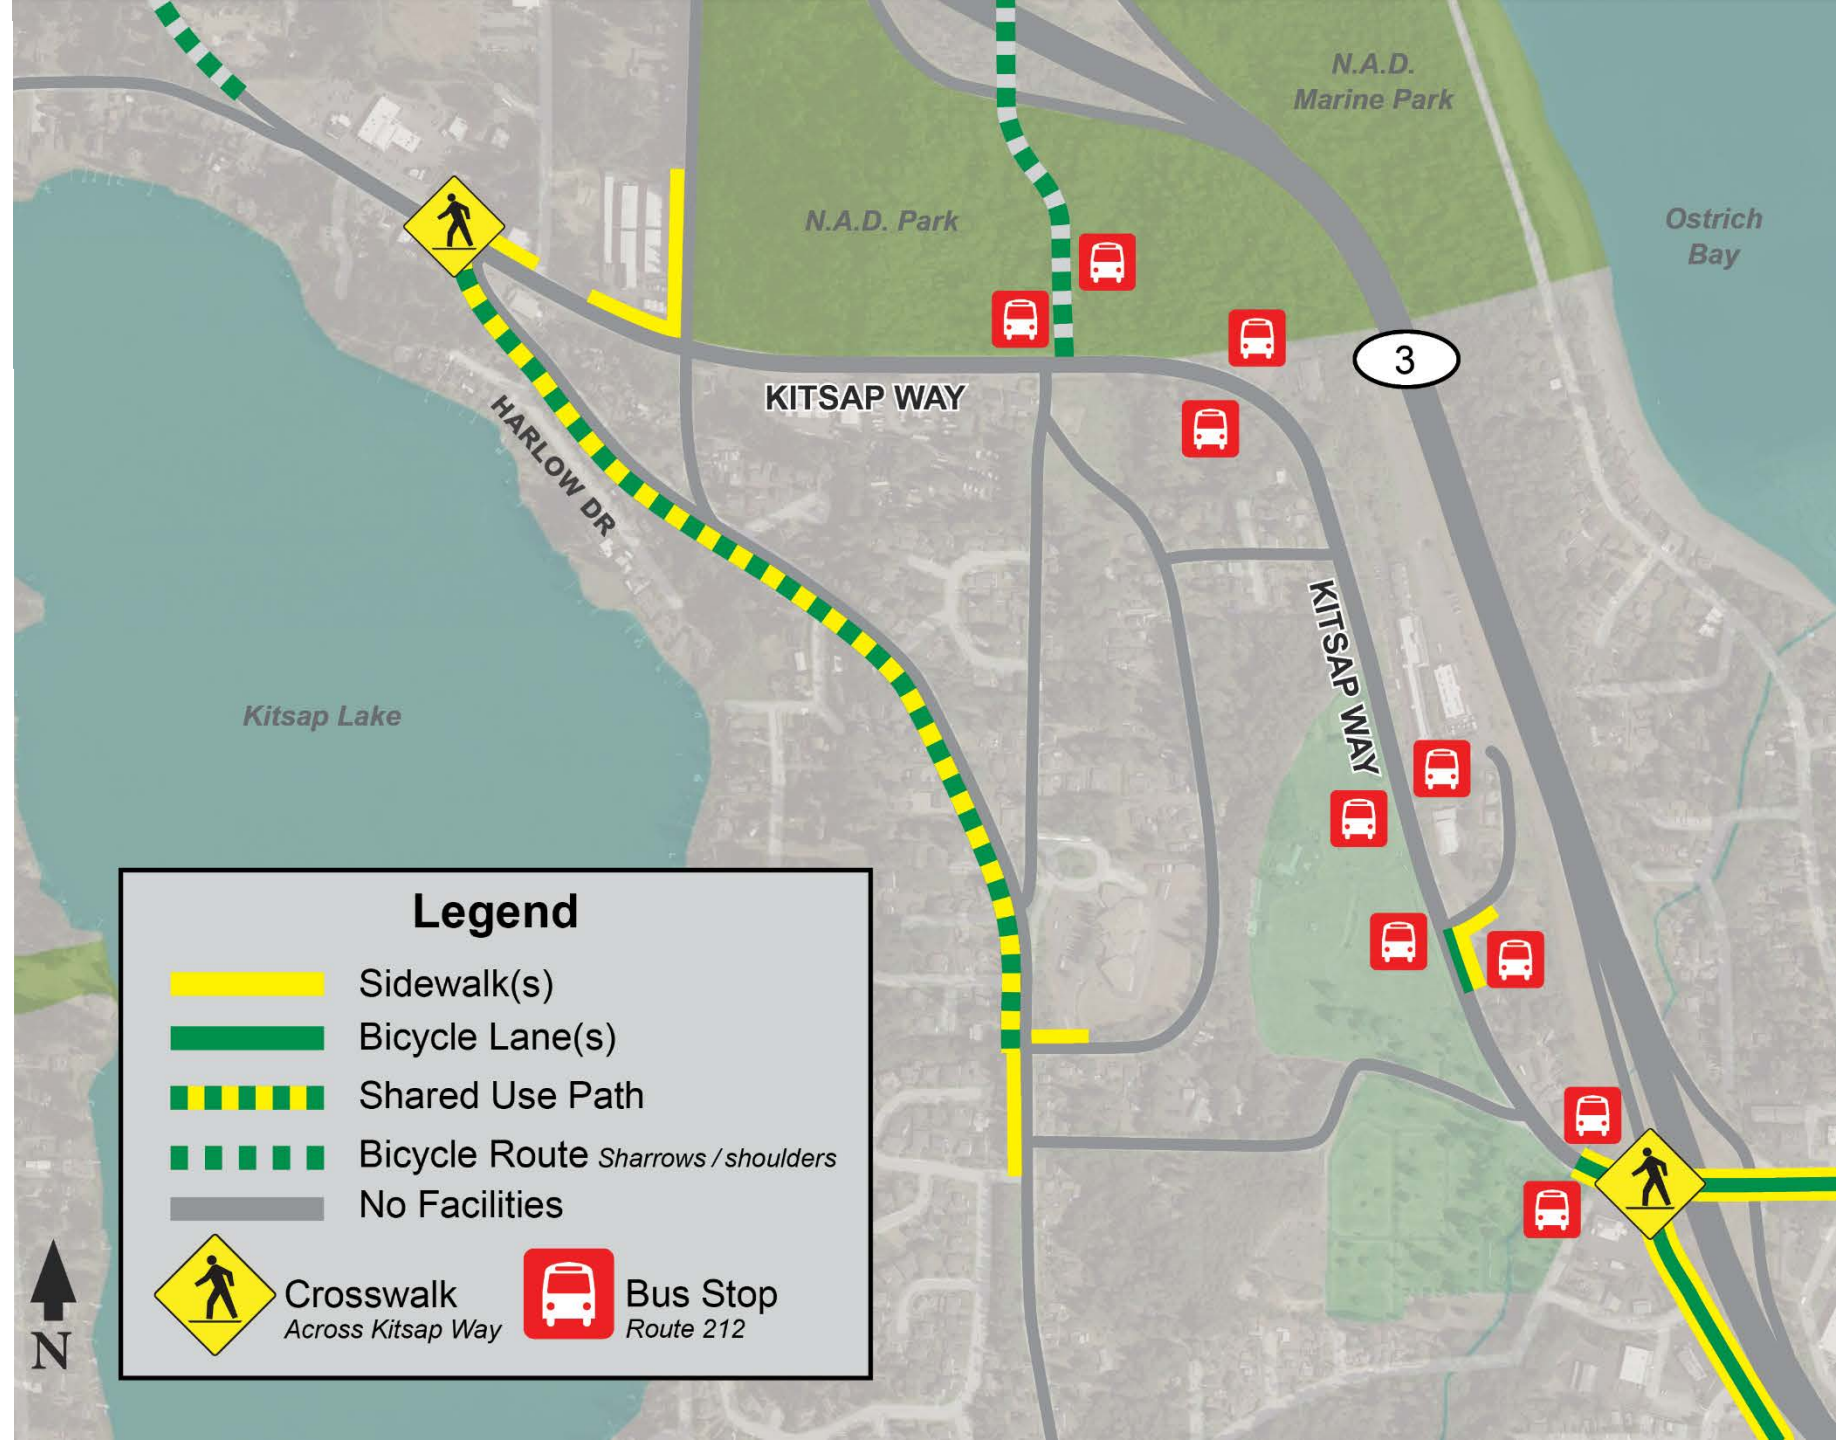 N.A.D.
Marine Park
N.A.D. Park
Ostrich
Bay
3
KITSAP WAY
HARLOW DR
KITSAP WAY
Kitsap Lake
Legend
Sidewalk(s)
Bicycle Lane(s)
Shared Use Path
Bicycle Route Sharrows / shoulders
No Facilities
Crosswalk
Across Kitsap Way
Bus Stop
Route 212
N